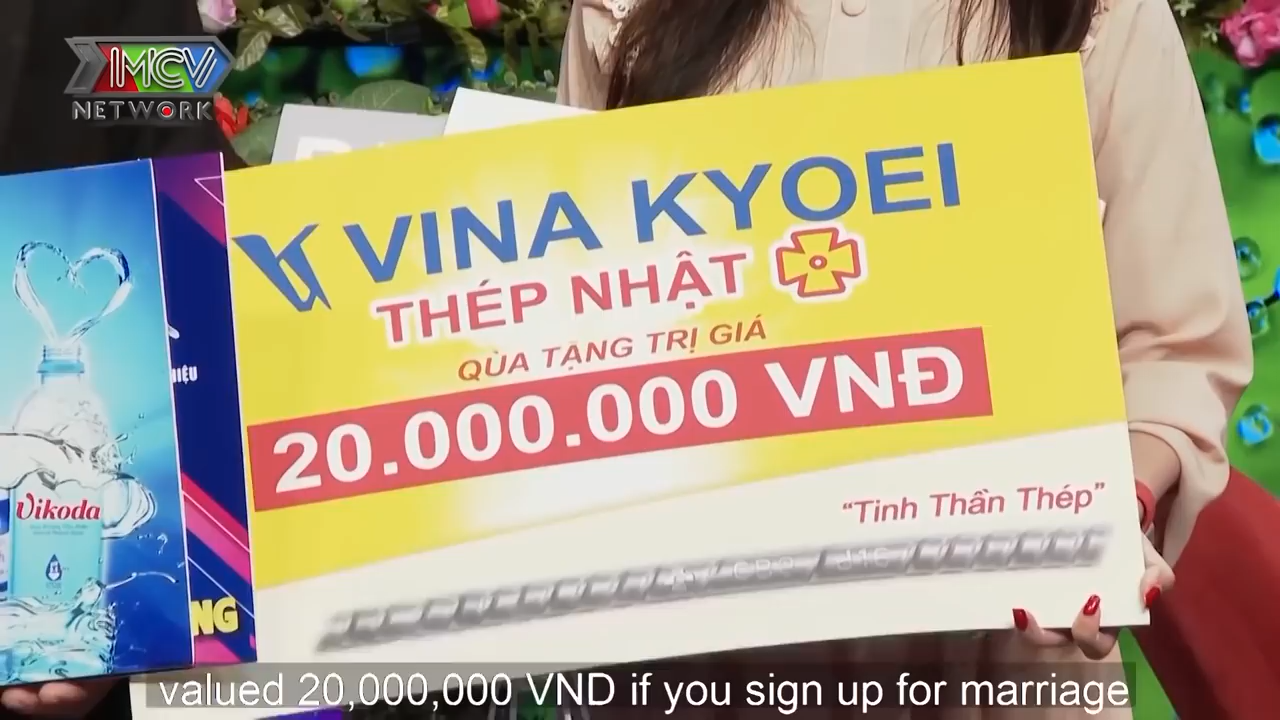 MCV
NETWORK
VINA KYOEI
THÉP NHẬT
QÙA TẶNG TRỊ GIÁ
20.000.000 VNĐ
"Tinh Thần Thép"
Vikoda
IỆU
NG
valued 20,000,000 VND if you sign up for marriage